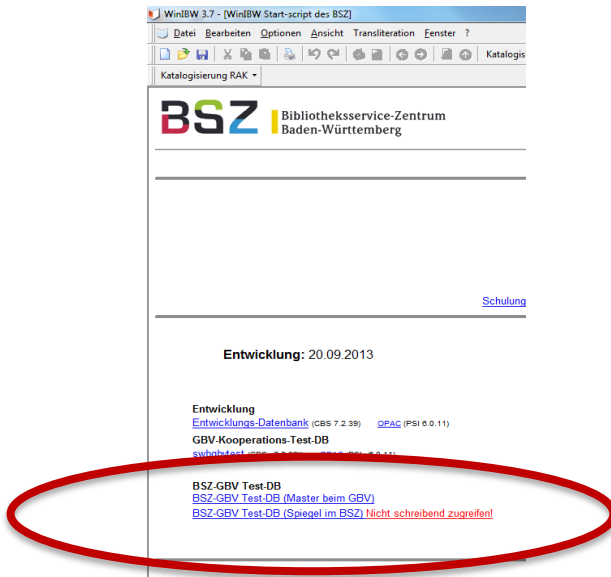 WinIBW 3.7 - [WinIBW Start-script des BSZ]
Datei Bearbeiten Optionen Ansicht Transliteration Fenster ?
Katalogis
Katalogisierung RAK
BSZ Bibliotheksservice-Zentrum
Baden-Württemberg
Schulung
Entwicklung: 20.09.2013
Entwicklung
Entwicklungs-Datenbank (CBS 7.2.39) OPAC (PSI 6.0.11)
GBV-Kooperations-Test-DB
swbgbvtest
BSZ-GBV Test-DB
BSZ-GBV Test-DB (Master beim GBV)
BSZ-GBV Test-DB (Spiegel im BSZ) Nicht schreibend zugreifen!